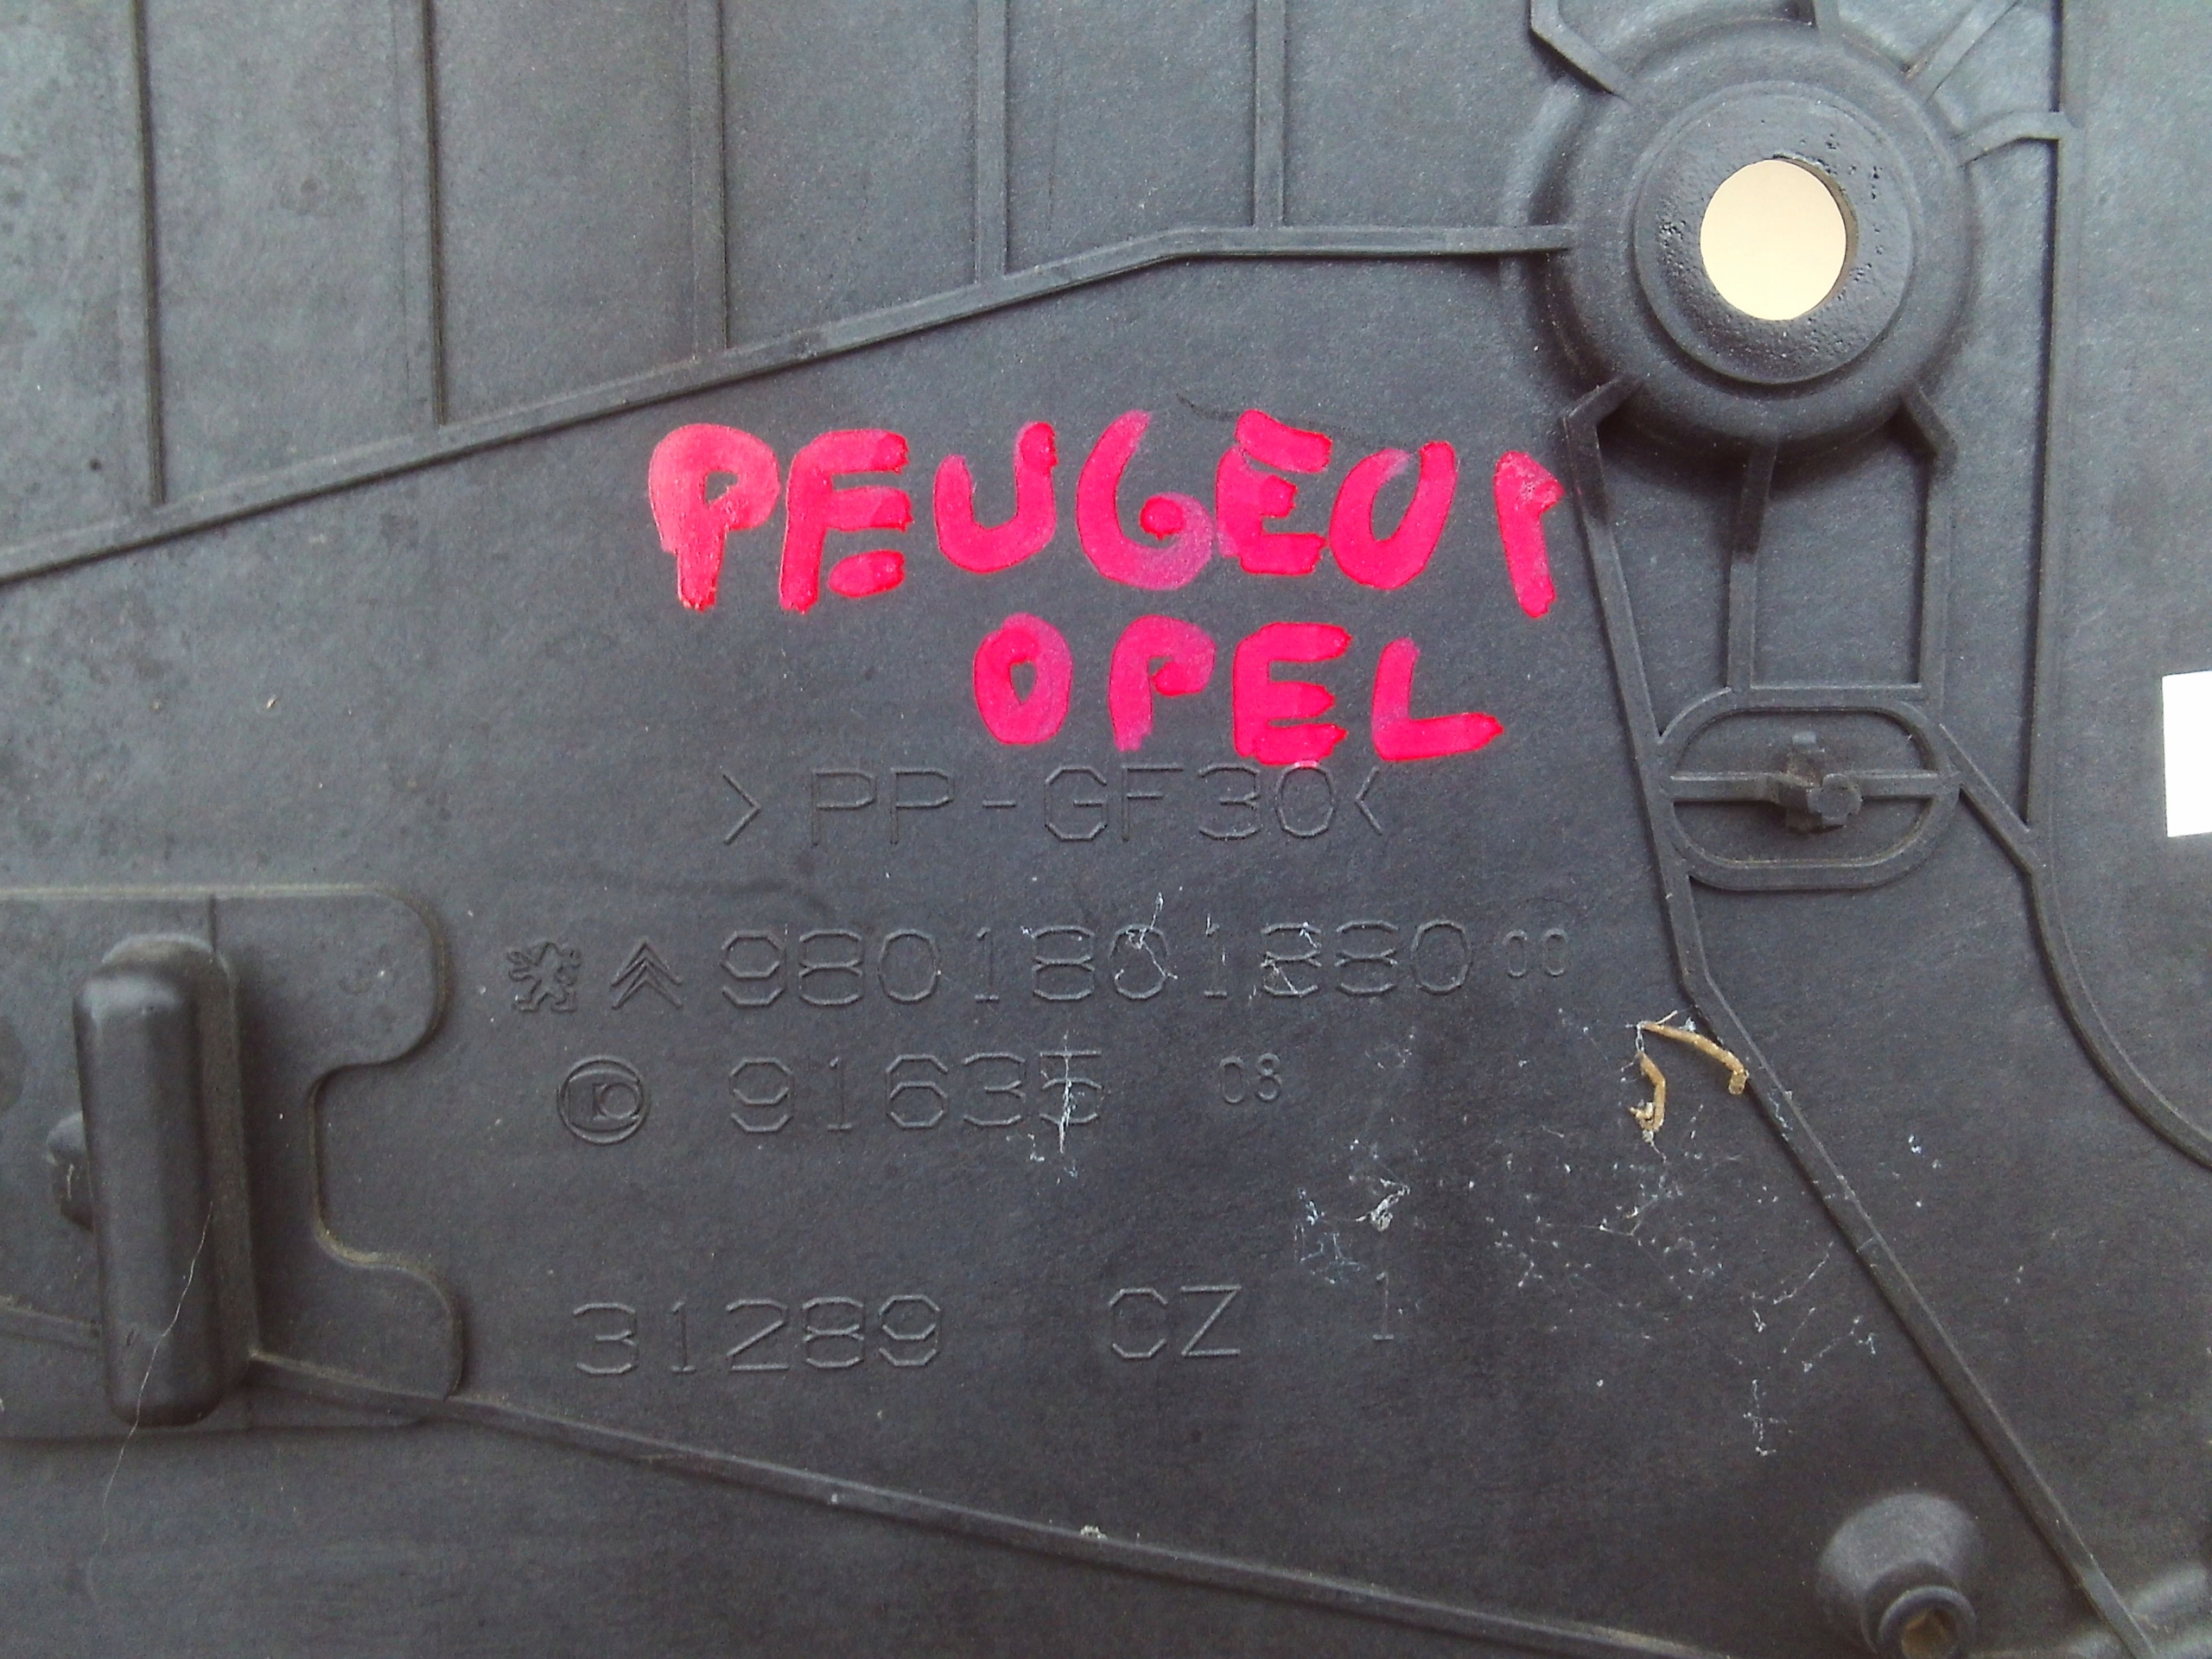 PEUGEOT
OPEL
>PP-GF30<
9801801880 00
91635 08
31289 CZ 1